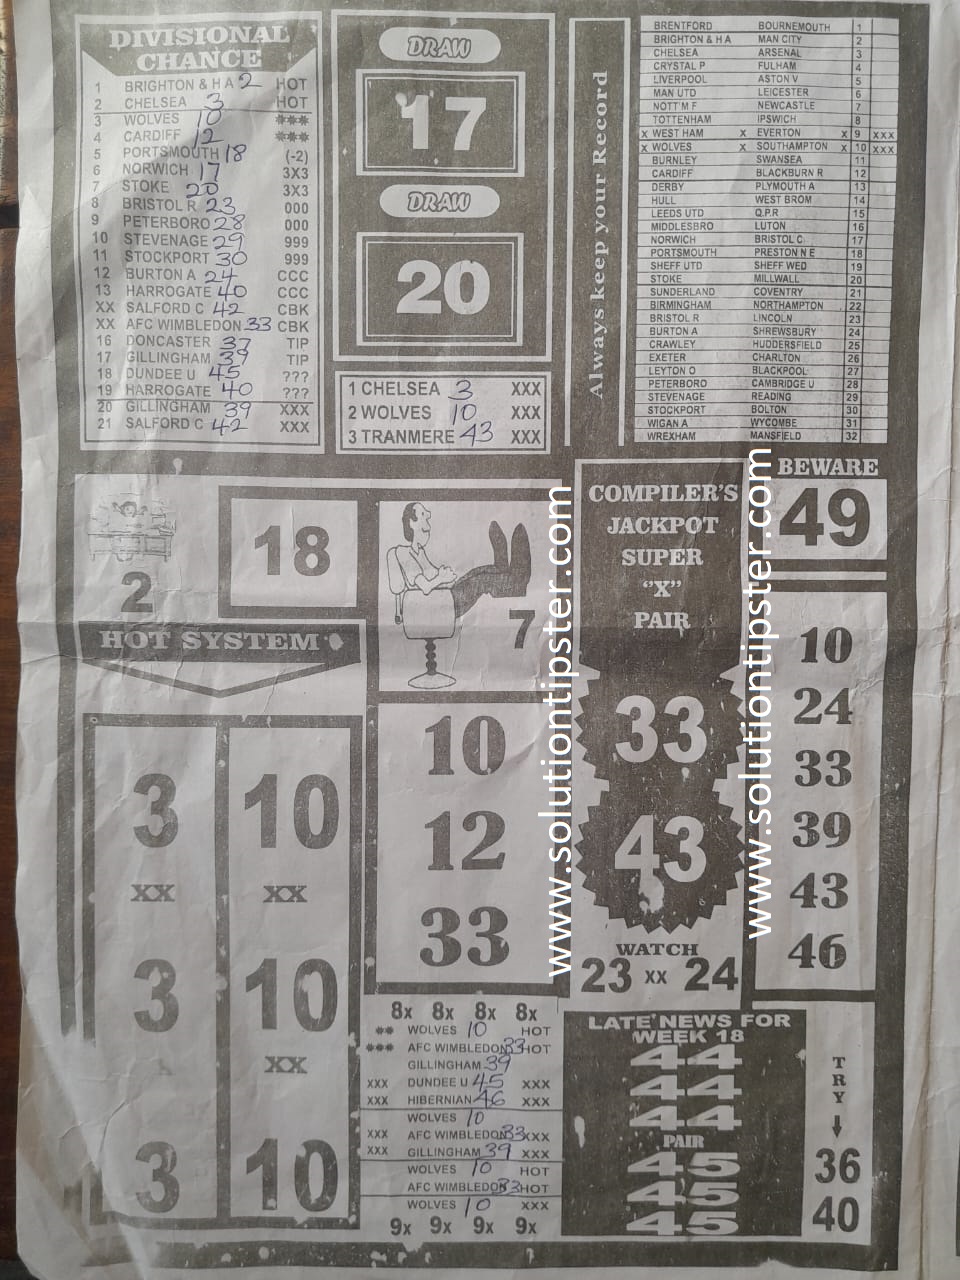 DIVISIONAL
CHANCE
1 BRIGHTON & H A 2 HOT
2 CHELSEA 3 HOT
3 WOLVES 10 ***
4 CARDIFF 12 ***
5 PORTSMOUTH 18 (-2)
6 NORWICH 17 3X3
7 STOKE 20 3X3
8 BRISTOL R 23 000
9 PETERBORO 28 000
10 STEVENAGE 29 999
11 STOCKPORT 30 999
12 BURTON A 24 CCC
13 HARROGATE 40 CCC
XX SALFORD C 42 CBK
XX AFC WIMBLEDON 33 CBK
16 DONCASTER 37 TIP
17 GILLINGHAM 39 TIP
18 DUNDEE U 45 ???
19 HARROGATE 40 ???
20 GILLINGHAM 39 XXX
21 SALFORD C 42 XXX
DRAW
17
DRAW
20
1 CHELSEA 3 XXX
2 WOLVES 10 XXX
3 TRANMERE 43 XXX
Always keep your Record
BRENTFORD BOURNEMOUTH 1
BRIGHTON & H A MAN CITY 2
CHELSEA ARSENAL 3
CRYSTAL P FULHAM 4
LIVERPOOL ASTON V 5
MAN UTD LEICESTER 6
NOTT'M F NEWCASTLE 7
TOTTENHAM IPSWICH 8
X WEST HAM X EVERTON X 9 XXX
X WOLVES X SOUTHAMPTON X 10 XXX
BURNLEY SWANSEA 11
CARDIFF BLACKBURN R 12
DERBY PLYMOUTH A 13
HULL WEST BROM 14
LEEDS UTD Q.P.R 15
MIDDLESBRO LUTON 16
NORWICH BRISTOL C 17
PORTSMOUTH PRESTON N E 18
SHEFF UTD SHEFF WED 19
STOKE MILLWALL 20
SUNDERLAND COVENTRY 21
BIRMINGHAM NORTHAMPTON 22
BRISTOL R LINCOLN 23
BURTON A SHREWSBURY 24
CRAWLEY HUDDERSFIELD 25
EXETER CHARLTON 26
LEYTON O BLACKPOOL 27
PETERBORO CAMBRIDGE U 28
STEVENAGE READING 29
STOCKPORT BOLTON 30
WIGAN A WYCOMBE 31
WREXHAM MANSFIELD 32
2
18
7
HOT SYSTEM
3 10
XX XX
3 10
XX
3 10
10
12
33
8x 8x 8x 8x
** WOLVES 10 HOT
*** AFC WIMBLEDON 33 HOT
GILLINGHAM 39
XXX DUNDEE U 45 XXX
XXX HIBERNIAN 46 XXX
WOLVES 10
XXX AFC WIMBLEDON 33 XXX
XXX GILLINGHAM 39 XXX
WOLVES 10 HOT
AFC WIMBLEDON 33 HOT
WOLVES 10 XXX
9x 9x 9x 9x
www.solutiontipster.com
COMPILER'S
JACKPOT
SUPER
"X"
PAIR
33
43
WATCH
23 XX 24
www.solutiontipster.com
BEWARE
49
10
24
33
39
43
46
LATE NEWS FOR
WEEK 18
44
44
44
PAIR
45
45
45
TRY
36
40